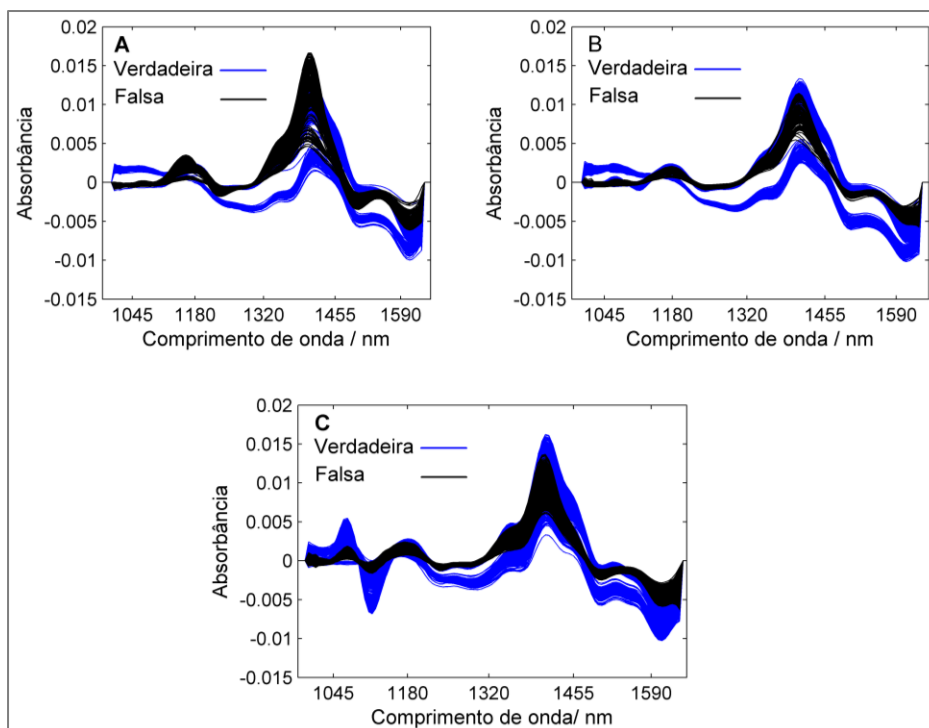 A
Verdadeira
Falsa
Absorbância
0.02
0.015
0.01
0.005
0
-0.005
-0.01
-0.015
1045 1180 1320 1455 1590
Comprimento de onda / nm
B
Verdadeira
Falsa
Absorbância
0.02
0.015
0.01
0.005
0
-0.005
-0.01
-0.015
1045 1180 1320 1455 1590
Comprimento de onda / nm
C
Verdadeira
Falsa
Absorbância
0.02
0.015
0.01
0.005
0
-0.005
-0.01
-0.015
1045 1180 1320 1455 1590
Comprimento de onda/ nm